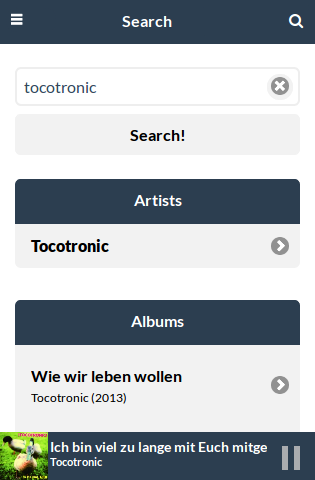 Search
tocotronic
Search!
Artists
Tocotronic
Albums
Wie wir leben wollen
Tocotronic (2013)
Ich bin viel zu lange mit Euch mitge
Tocotronic